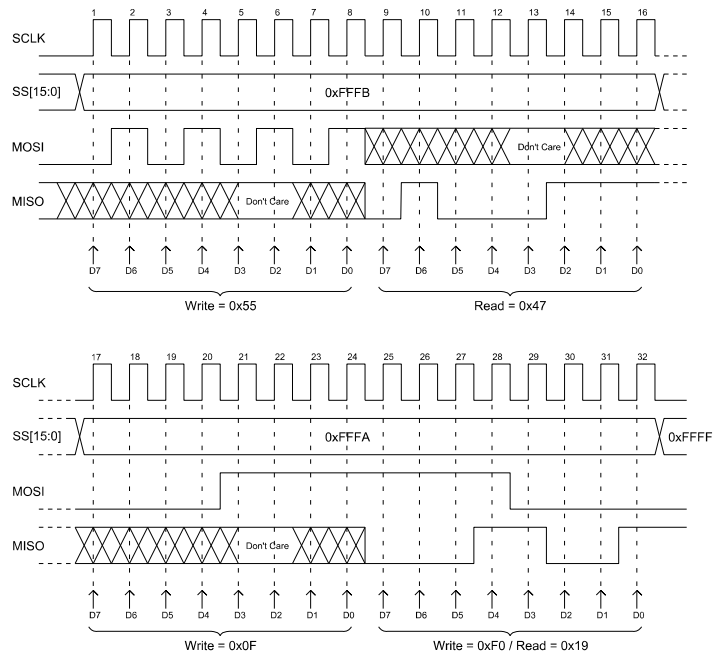 1 2 3 4 5 6 7 8 9 10 11 12 13 14 15 16
SCLK
SS[15:0] 0xFFFB
MOSI Don't Care
MISO Don't Care
D7 D6 D5 D4 D3 D2 D1 D0 D7 D6 D5 D4 D3 D2 D1 D0
Write = 0x55 Read = 0x47
17 18 19 20 21 22 23 24 25 26 27 28 29 30 31 32
SCLK
SS[15:0] 0xFFFA 0xFFFF
MOSI
MISO Don't Care
D7 D6 D5 D4 D3 D2 D1 D0 D7 D6 D5 D4 D3 D2 D1 D0
Write = 0x0F Write = 0xF0 / Read = 0x19